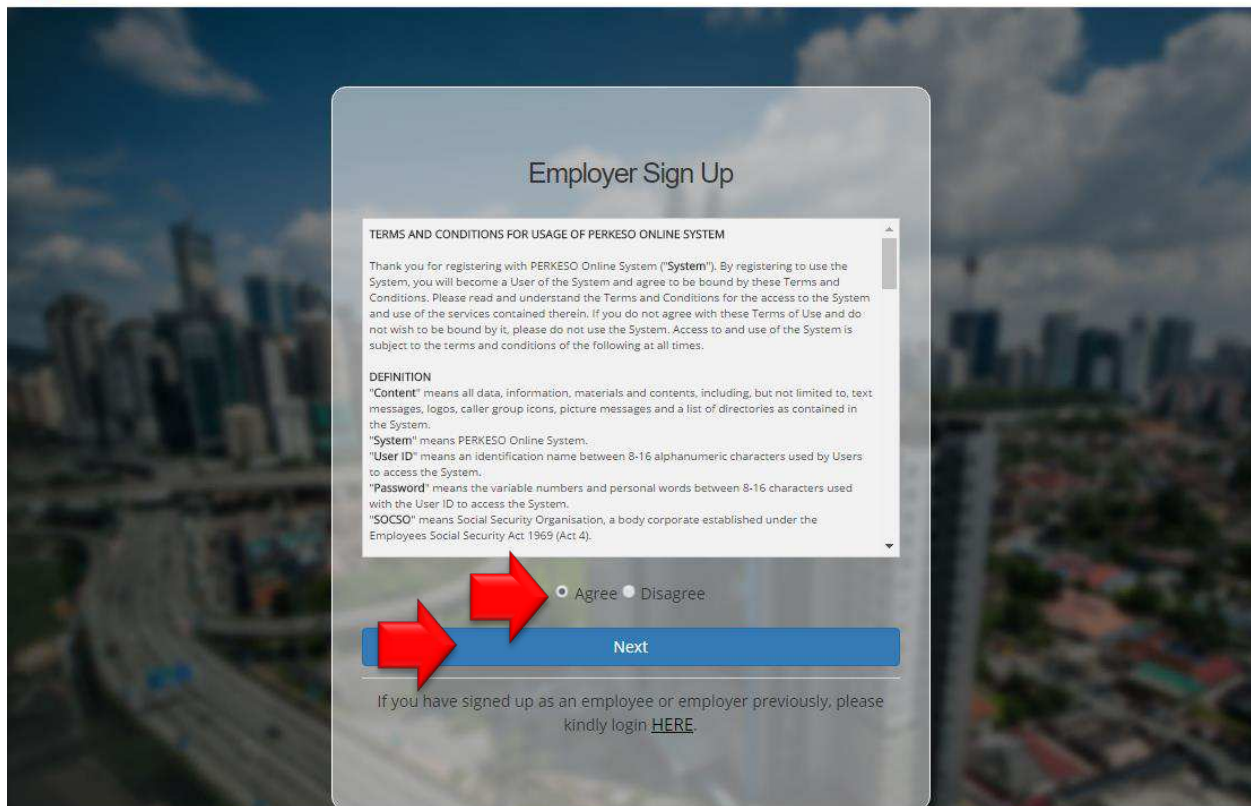 Employer Sign Up
TERMS AND CONDITIONS FOR USAGE OF PERKESO ONLINE SYSTEM
Thank you for registering with PERKESO Online System ("System"). By registering to use the
System, you will become a User of the System and agree to be bound by these Terms and
Conditions. Please read and understand the Terms and Conditions for the access to the System
and use of the services contained therein. If you do not agree with these Terms of Use and do
not wish to be bound by it, please do not use the System. Access to and use of the System is
subject to the terms and conditions of the following at all times.
DEFINITION
"Content" means all data, information, materials and contents, including, but not limited to, text
messages, logos, caller group icons, picture messages and a list of directories as contained in
the System.
"System" means PERKESO Online System.
"User ID" means an identification name between 8-16 alphanumeric characters used by Users
to access the System.
"Password" means the variable numbers and personal words between 8-16 characters used
with the User ID to access the System.
"SOCSO" means Social Security Organisation, a body corporate established under the
Employees Social Security Act 1969 (Act 4).
Agree Disagree
Next
If you have signed up as an employee or employer previously, please
kindly login HERE.